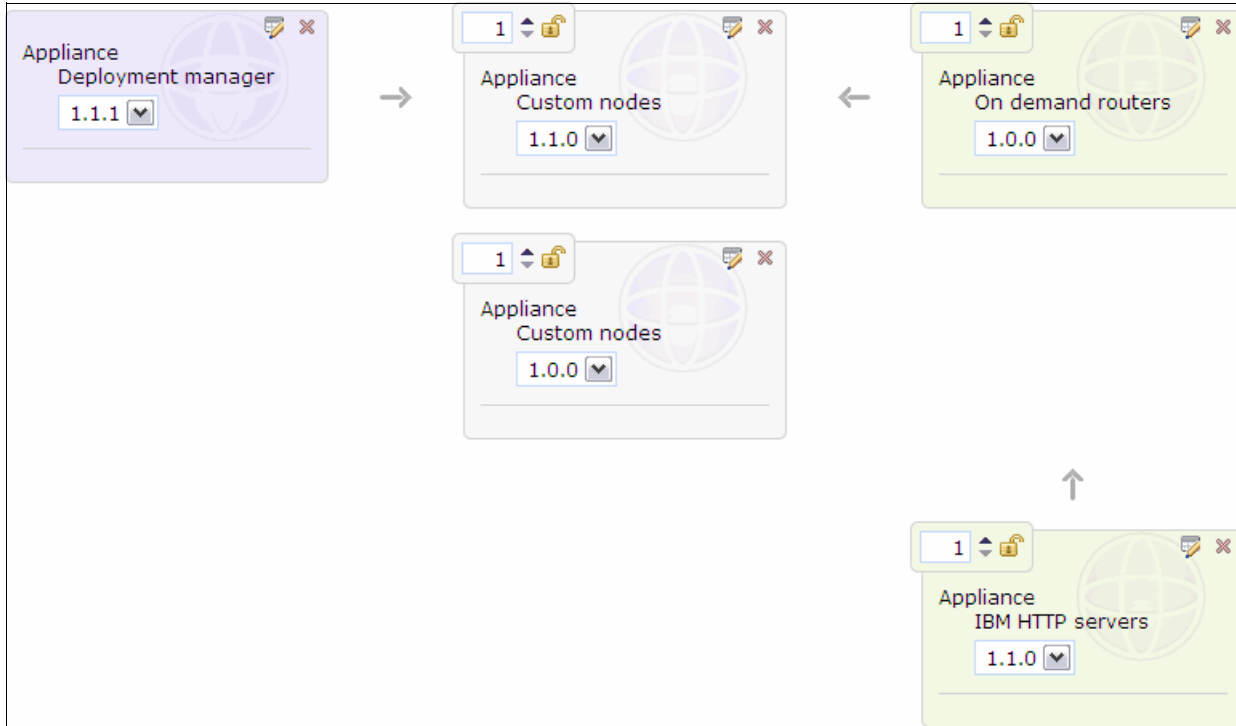 Appliance
Deployment manager
1.1.1
1
Appliance
Custom nodes
1.1.0
1
Appliance
On demand routers
1.0.0
1
Appliance
Custom nodes
1.0.0
1
Appliance
IBM HTTP servers
1.1.0